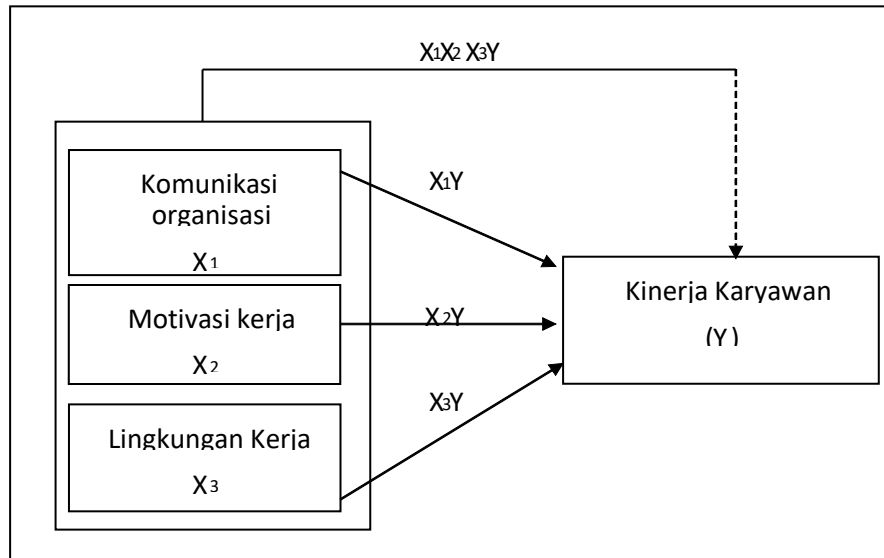 X1X2 X3Y
Komunikasi
organisasi
X1
X1Y
Motivasi kerja
X2
X2Y
Kinerja Karyawan
(Y)
Lingkungan Kerja
X3
X3Y